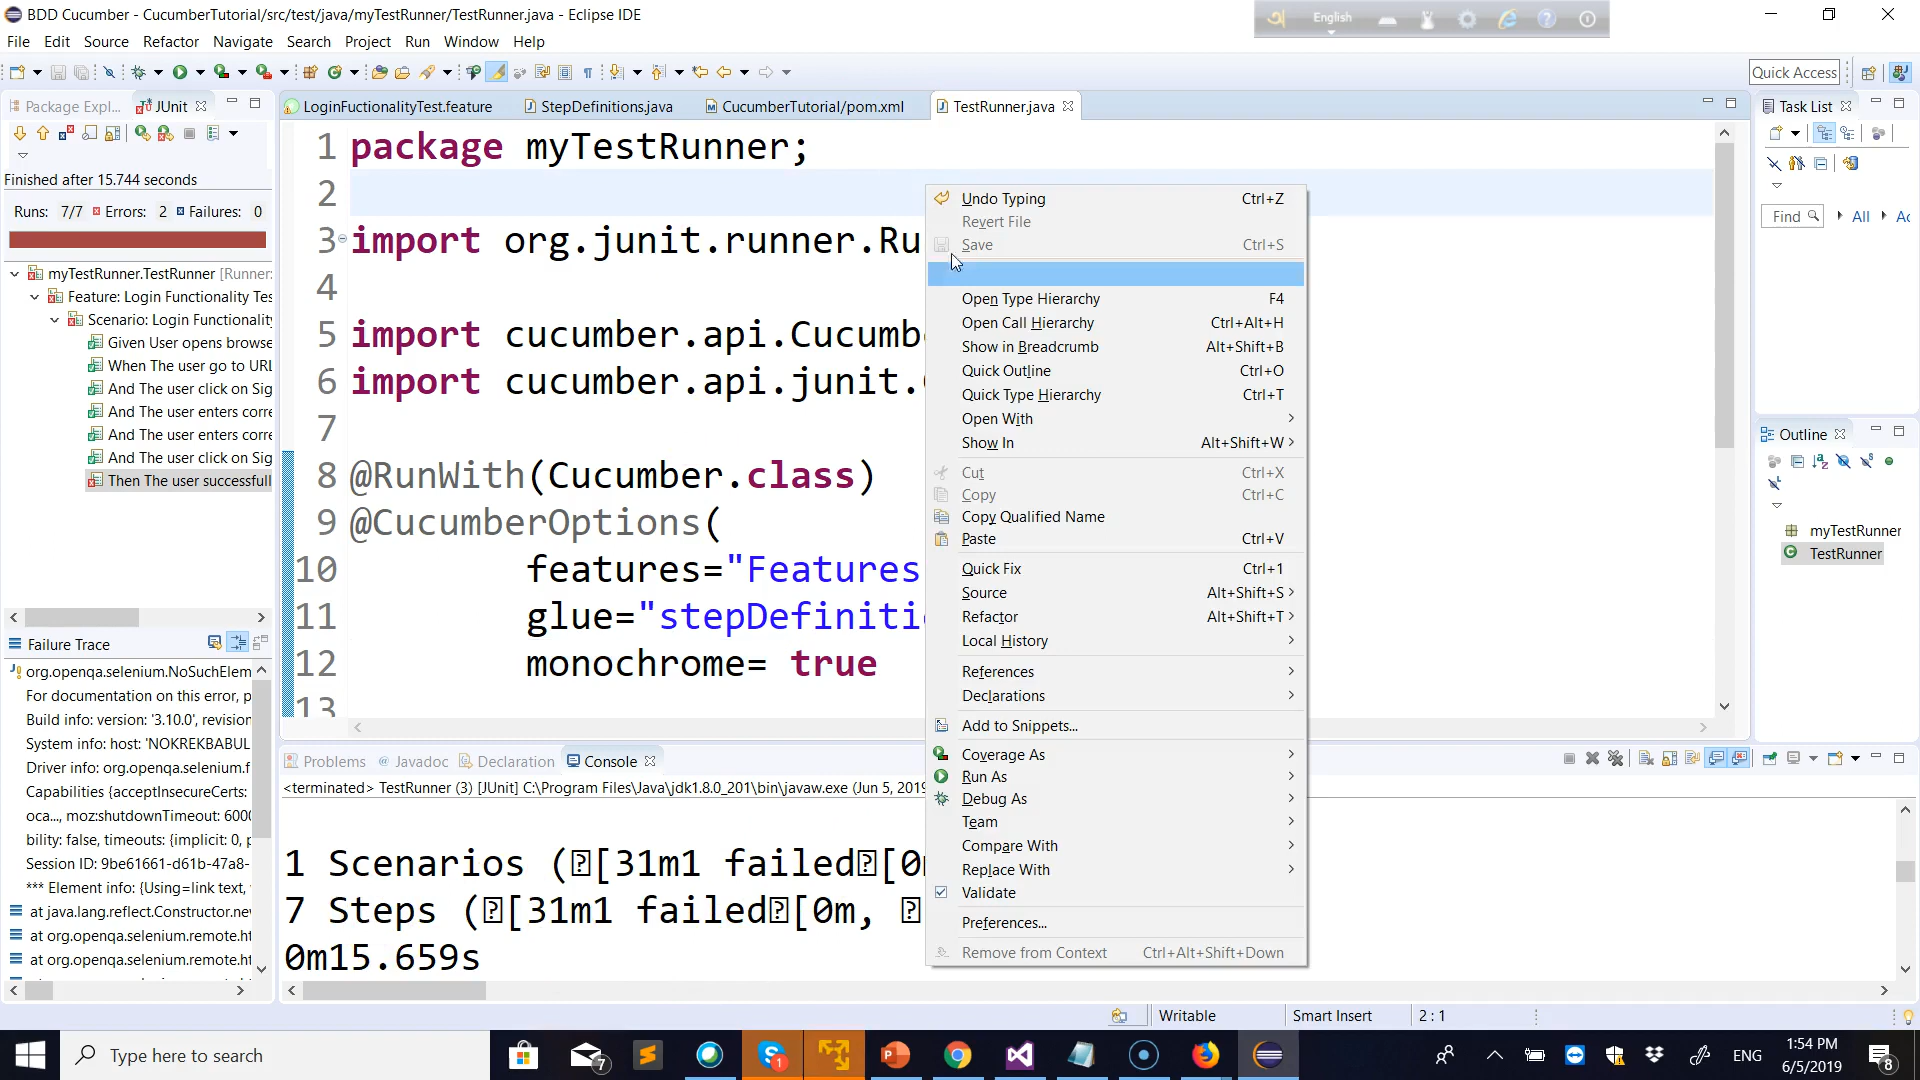 BDD Cucumber - CucumberTutorial/src/test/java/myTestRunner/TestRunner.java - Eclipse IDE
English
File Edit Source Refactor Navigate Search Project Run Window Help
Quick Access
Package Expl...
JUnit
LoginFuctionalityTest.feature
StepDefinitions.java
CucumberTutorial/pom.xml
TestRunner.java
Task List
Finished after 15.744 seconds
Runs: 7/7 Errors: 2 Failures: 0
myTestRunner.TestRunner [Runner:
Feature: Login Functionality Tes
Scenario: Login Functionality
Given User opens browse
When The user go to URL
And The user click on Sig
And The user enters corre
And The user enters corre
And The user click on Sig
Then The user successfull
Failure Trace
org.openqa.selenium.NoSuchElem
For documentation on this error, p
Build info: version: '3.10.0', revision
System info: host: 'NOKREKBABUL
Driver info: org.openqa.selenium.f
Capabilities {acceptInsecureCerts:
oca..., moz:shutdownTimeout: 6000
bility: false, timeouts: {implicit: 0, p
Session ID: 9be61661-d61b-47a8-
*** Element info: {Using=link text,
at java.lang.reflect.Constructor.nev
at org.openqa.selenium.remote.ht
at org.openqa.selenium.remote.ht
1 package myTestRunner;
2
3 import org.junit.runner.Ru
4
5 import cucumber.api.Cucumb
6 import cucumber.api.junit.
7
8 @RunWith(Cucumber.class)
9 @CucumberOptions(
10 features="Features
11 glue="stepDefiniti
12 monochrome= true
13
Undo Typing Ctrl+Z
Revert File
Save Ctrl+S
Open Type Hierarchy F4
Open Call Hierarchy Ctrl+Alt+H
Show in Breadcrumb Alt+Shift+B
Quick Outline Ctrl+O
Quick Type Hierarchy Ctrl+T
Open With
Show In Alt+Shift+W
Cut Ctrl+X
Copy Ctrl+C
Copy Qualified Name
Paste Ctrl+V
Quick Fix Ctrl+1
Source Alt+Shift+S
Refactor Alt+Shift+T
Local History
References
Declarations
Add to Snippets...
Coverage As
Run As
Debug As
Team
Compare With
Replace With
Validate
Preferences...
Remove from Context Ctrl+Alt+Shift+Down
Find All Ac
Outline
myTestRunner
TestRunner
Problems @ Javadoc Declaration Console
<terminated> TestRunner (3) [JUnit] C:\Program Files\Java\jdk1.8.0_201\bin\javaw.exe (Jun 5, 2019
1 Scenarios (⍰[31m1 failed⍰[0m
7 Steps (⍰[31m1 failed⍰[0m, ⍰
0m15.659s
Writable
Smart Insert
2 : 1
Type here to search
7
1
ENG
1:54 PM
6/5/2019
8